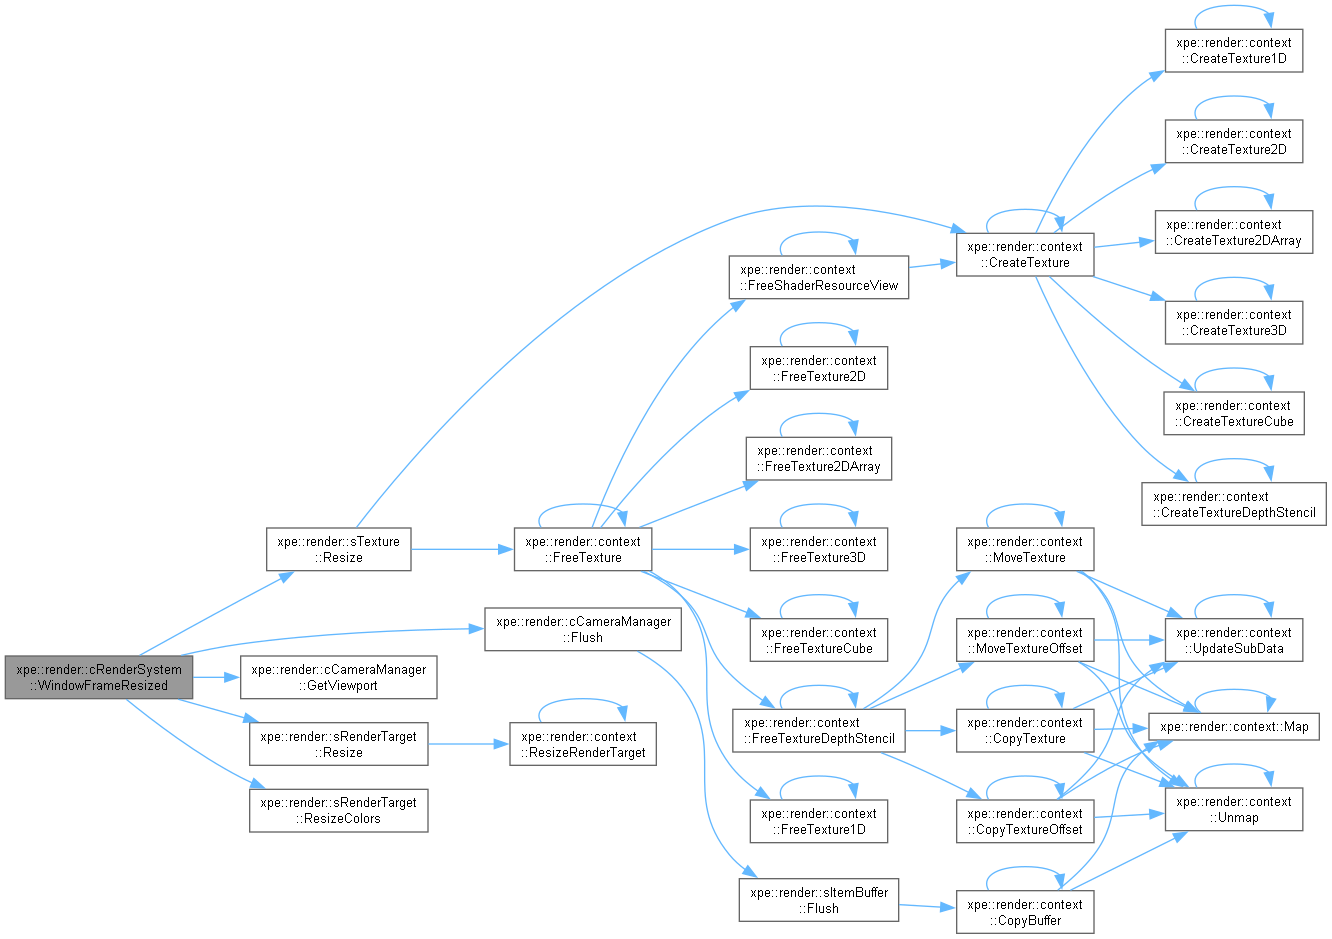 xpe::render::context
::CreateTexture1D
xpe::render::context
::CreateTexture2D
xpe::render::context
::CreateTexture2DArray
xpe::render::context
::CreateTexture
xpe::render::context
::FreeShaderResourceView
xpe::render::context
::CreateTexture3D
xpe::render::context
::FreeTexture2D
xpe::render::context
::CreateTextureCube
xpe::render::context
::FreeTexture2DArray
xpe::render::context
::CreateTextureDepthStencil
xpe::render::sTexture
::Resize
xpe::render::context
::FreeTexture
xpe::render::context
::FreeTexture3D
xpe::render::context
::MoveTexture
xpe::render::cCameraManager
::Flush
xpe::render::context
::FreeTextureCube
xpe::render::context
::MoveTextureOffset
xpe::render::context
::UpdateSubData
xpe::render::cRenderSystem
::WindowFrameResized
xpe::render::cCameraManager
::GetViewport
xpe::render::sRenderTarget
::Resize
xpe::render::context
::ResizeRenderTarget
xpe::render::context
::FreeTextureDepthStencil
xpe::render::context
::CopyTexture
xpe::render::context::Map
xpe::render::sRenderTarget
::ResizeColors
xpe::render::context
::FreeTexture1D
xpe::render::context
::CopyTextureOffset
xpe::render::context
::Unmap
xpe::render::sItemBuffer
::Flush
xpe::render::context
::CopyBuffer